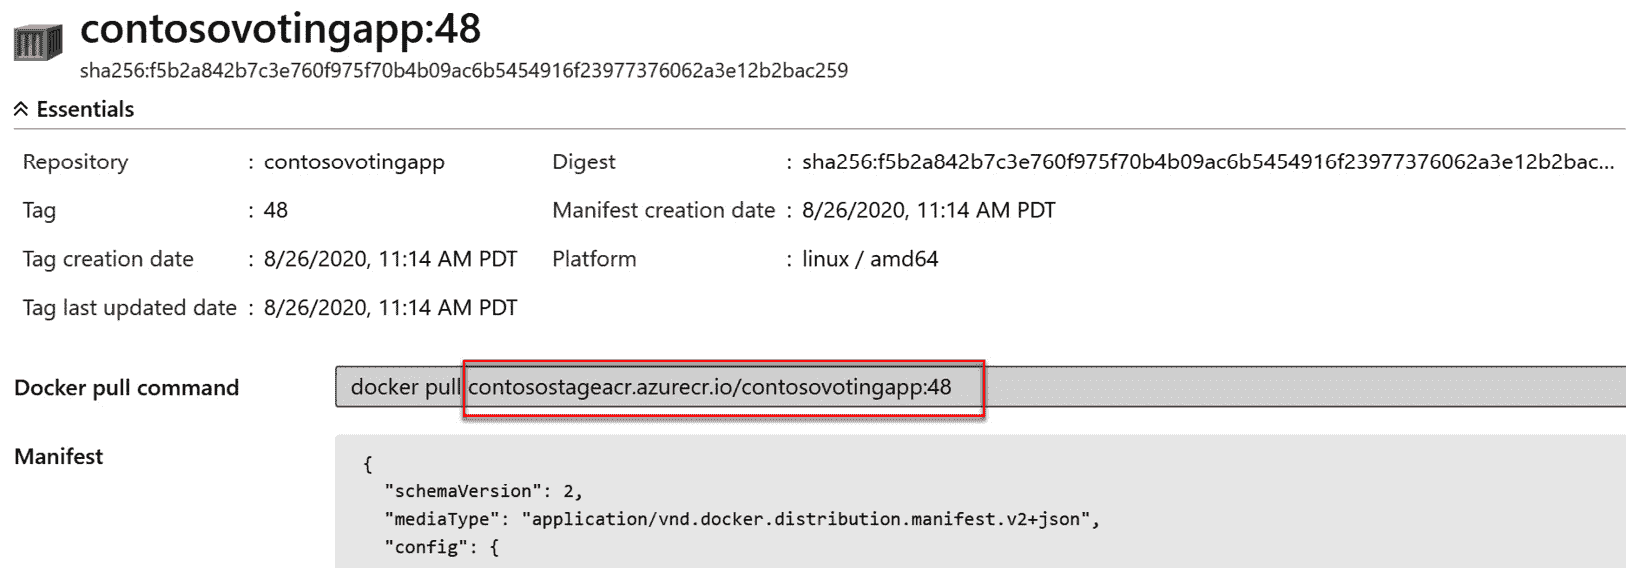 contosovotingapp:48
sha256:f5b2a842b7c3e760f975f70b4b09ac6b5454916f23977376062a3e12b2bac259
Essentials
Repository : contosovotingapp Digest : sha256:f5b2a842b7c3e760f975f70b4b09ac6b5454916f23977376062a3e12b2bac...
Tag : 48 Manifest creation date : 8/26/2020, 11:14 AM PDT
Tag creation date : 8/26/2020, 11:14 AM PDT Platform : linux / amd64
Tag last updated date : 8/26/2020, 11:14 AM PDT
Docker pull command docker pull contosostageacr.azurecr.io/contosovotingapp:48
Manifest {
"schemaVersion": 2,
"mediaType": "application/vnd.docker.distribution.manifest.v2+json",
"config": {